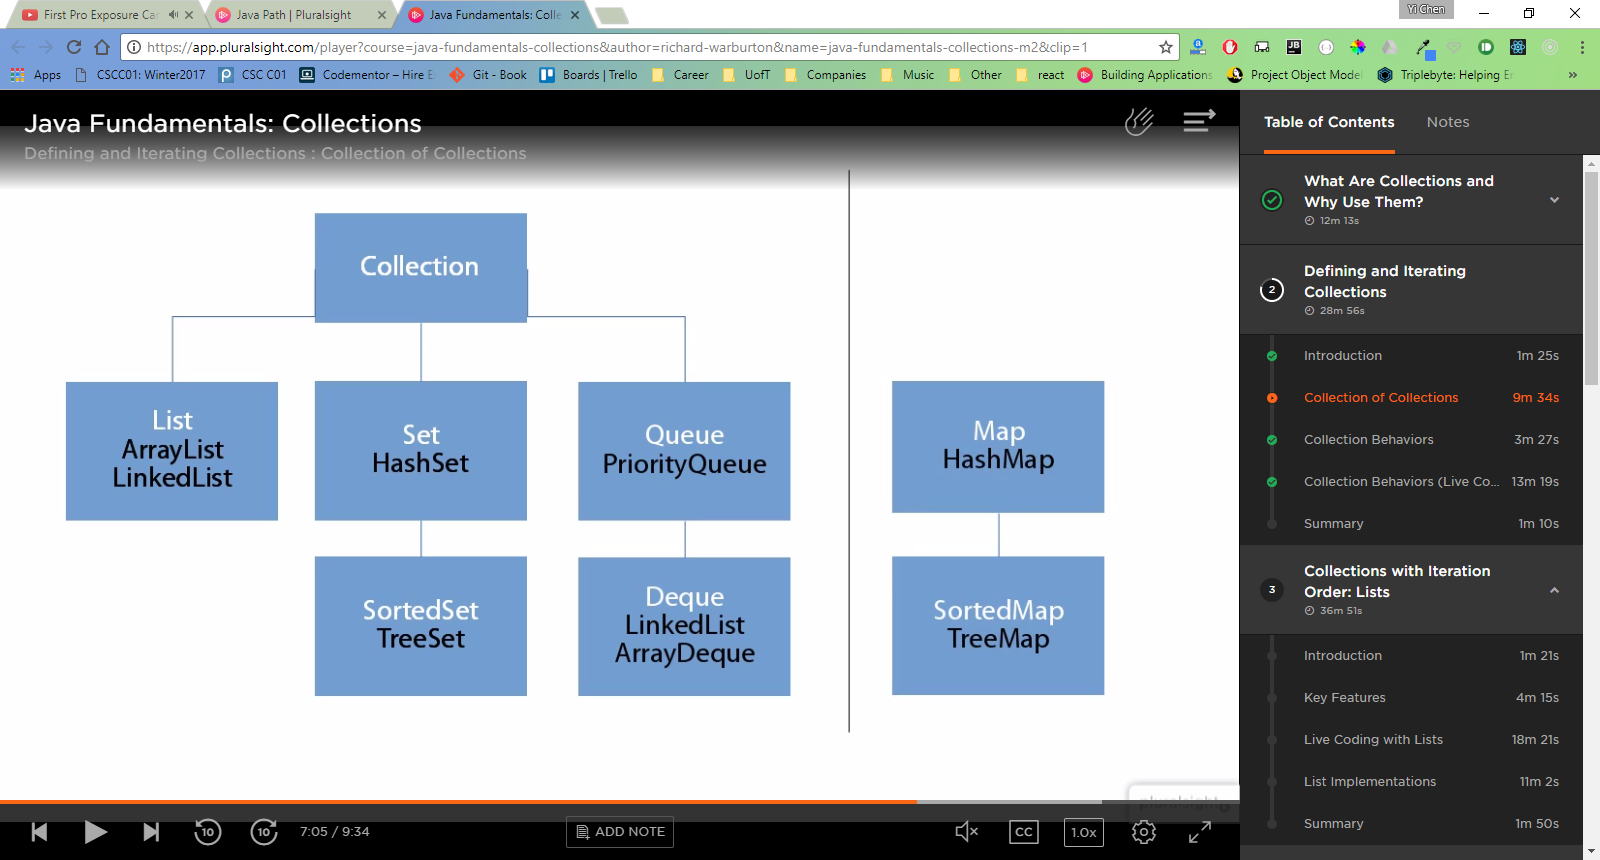 Yi Chen
First Pro Exposure Car
Java Path | Pluralsight
Java Fundamentals: Colle
https://app.pluralsight.com/player?course=java-fundamentals-collections&author=richard-warburton&name=java-fundamentals-collections-m2&clip=1
Apps
CSCC01: Winter2017
CSC C01
Codementor – Hire E
Git - Book
Boards | Trello
Career
UofT
Companies
Music
Other
react
Building Applications
Project Object Model
Triplebyte: Helping E
»
Java Fundamentals: Collections
Defining and Iterating Collections : Collection of Collections
Collection
List
ArrayList
LinkedList
Set
HashSet
Queue
PriorityQueue
Map
HashMap
SortedSet
TreeSet
Deque
LinkedList
ArrayDeque
SortedMap
TreeMap
pluralsight
10
10
7:05 / 9:34
ADD NOTE
CC
1.0x
Table of Contents
Notes
What Are Collections and
Why Use Them?
12m 13s
2
Defining and Iterating
Collections
28m 56s
Introduction 1m 25s
Collection of Collections 9m 34s
Collection Behaviors 3m 27s
Collection Behaviors (Live Co... 13m 19s
Summary 1m 10s
3
Collections with Iteration
Order: Lists
36m 51s
Introduction 1m 21s
Key Features 4m 15s
Live Coding with Lists 18m 21s
List Implementations 11m 2s
Summary 1m 50s